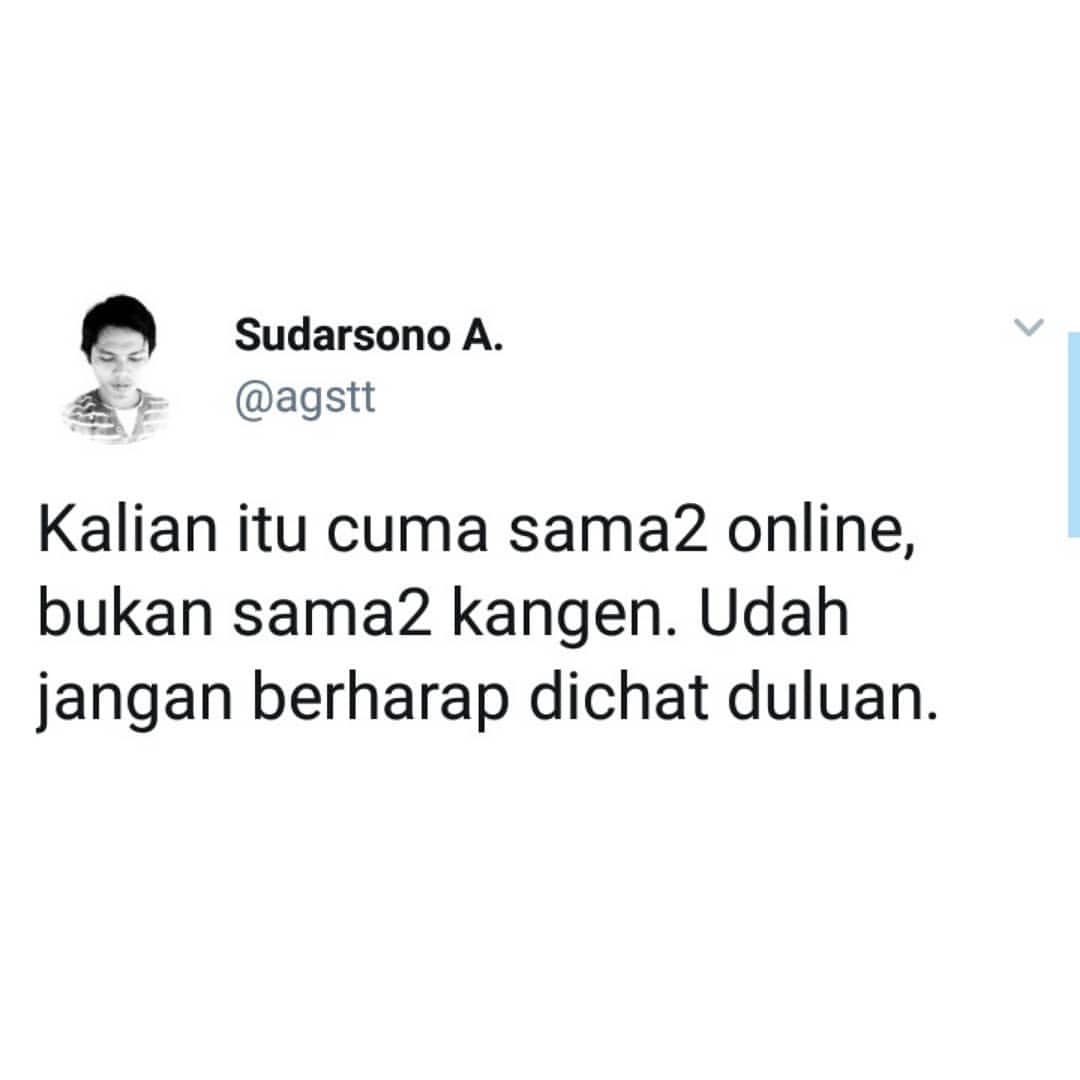 Sudarsono A.
@agstt
Kalian itu cuma sama2 online,
bukan sama2 kangen. Udah
jangan berharap dichat duluan.